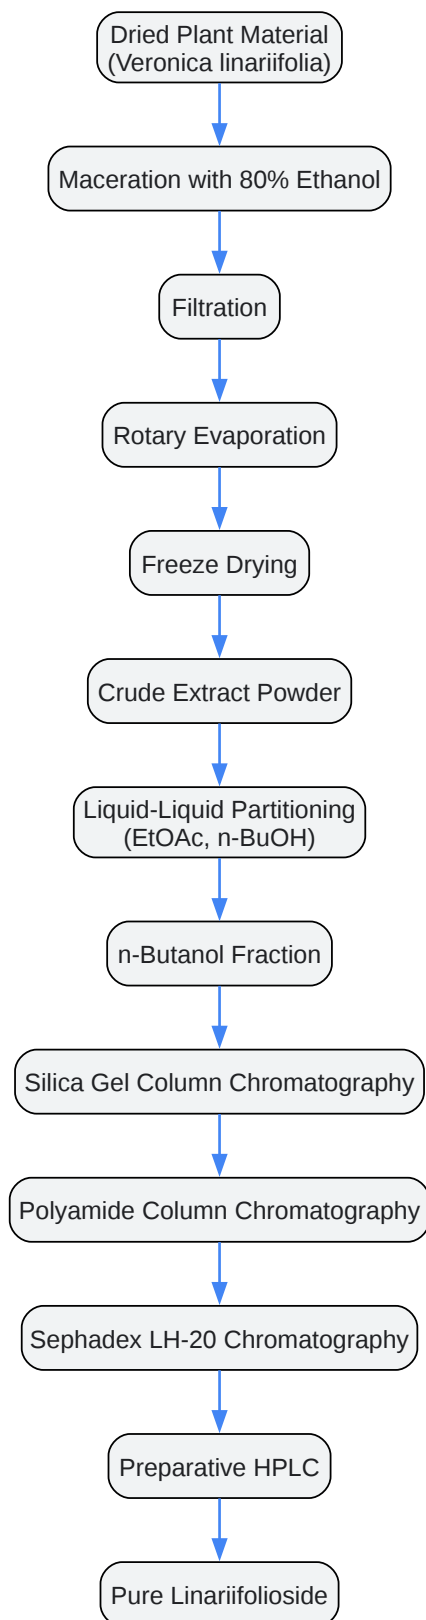 Dried Plant Material
(Veronica linariifolia)
Maceration with 80% Ethanol
Filtration
Rotary Evaporation
Freeze Drying
Crude Extract Powder
Liquid-Liquid Partitioning
(EtOAc, n-BuOH)
n-Butanol Fraction
Silica Gel Column Chromatography
Polyamide Column Chromatography
Sephadex LH-20 Chromatography
Preparative HPLC
Pure Linariifolioside